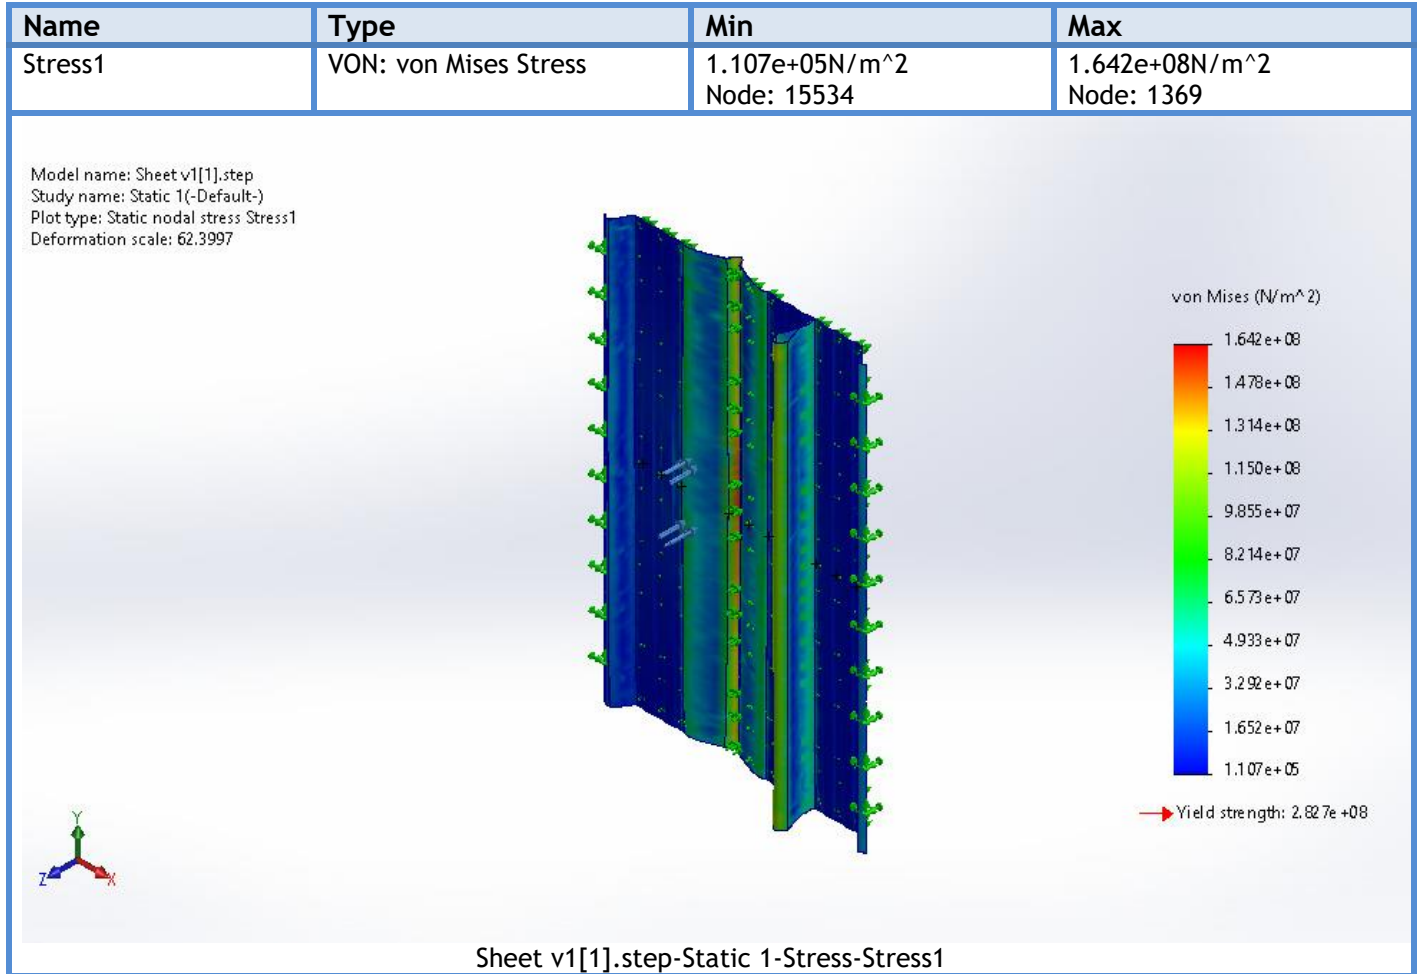 Name Type Min Max
Stress1 VON: von Mises Stress 1.107e+05N/m^2 1.642e+08N/m^2
Node: 15534 Node: 1369
Model name: Sheet v1[1].step
Study name: Static 1(-Default-)
Plot type: Static nodal stress Stress1
Deformation scale: 62.3997
von Mises (N/m^2)
1.642e+08
1.478e+08
1.314e+08
1.150e+08
9.855e+07
8.214e+07
6.573e+07
4.933e+07
3.292e+07
1.652e+07
1.107e+05
Yield strength: 2.827e+08
Y
Z X
Sheet v1[1].step-Static 1-Stress-Stress1